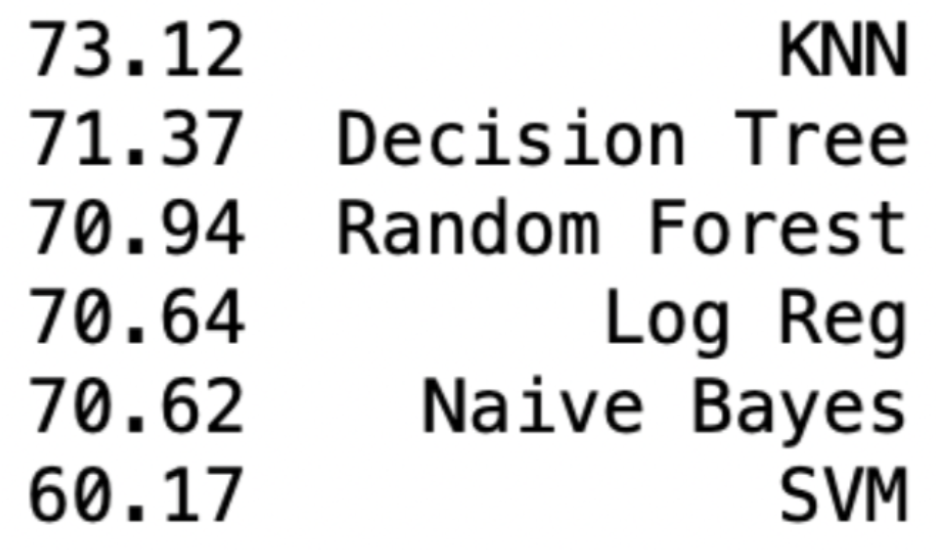 73.12 KNN
71.37 Decision Tree
70.94 Random Forest
70.64 Log Reg
70.62 Naive Bayes
60.17 SVM